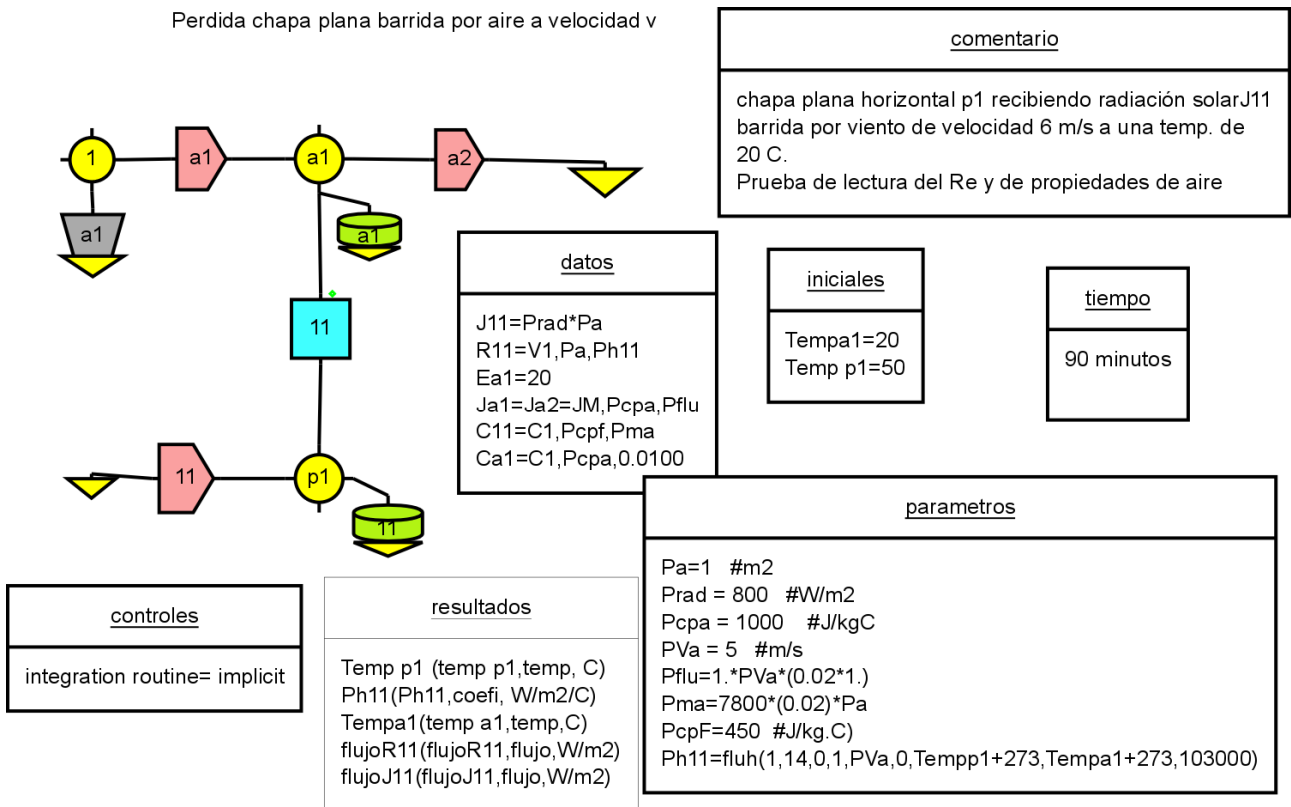 Perdida chapa plana barrida por aire a velocidad v
comentario
chapa plana horizontal p1 recibiendo radiación solarJ11
barrida por viento de velocidad 6 m/s a una temp. de
20 C.
Prueba de lectura del Re y de propiedades de aire
1
a1
a1
a2
a1
a1
11
11
p1
11
datos
J11=Prad*Pa
R11=V1,Pa,Ph11
Ea1=20
Ja1=Ja2=JM,Pcpa,Pflu
C11=C1,Pcpf,Pma
Ca1=C1,Pcpa,0.0100
iniciales
Tempa1=20
Temp p1=50
tiempo
90 minutos
parametros
Pa=1 #m2
Prad = 800 #W/m2
Pcpa = 1000 #J/kgC
PVa = 5 #m/s
Pflu=1.*PVa*(0.02*1.)
Pma=7800*(0.02)*Pa
PcpF=450 #J/kg.C)
Ph11=fluh(1,14,0,1,PVa,0,Tempp1+273,Tempa1+273,103000)
controles
integration routine= implicit
resultados
Temp p1 (temp p1,temp, C)
Ph11(Ph11,coefi, W/m2/C)
Tempa1(temp a1,temp,C)
flujoR11(flujoR11,flujo,W/m2)
flujoJ11(flujoJ11,flujo,W/m2)